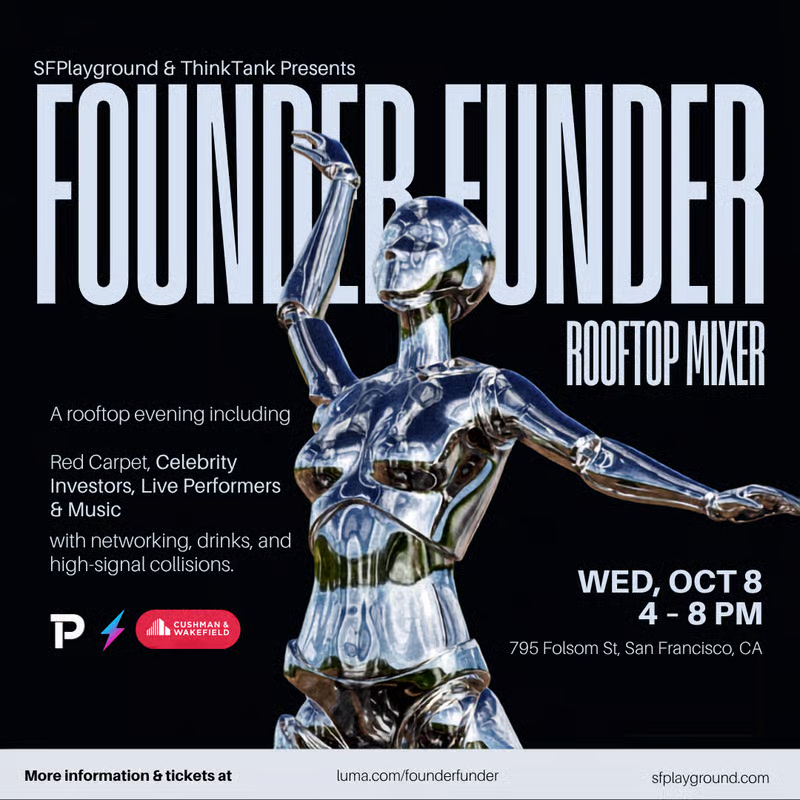 SFPlayground & ThinkTank Presents
FOUNDER FUNDER
ROOFTOP MIXER
A rooftop evening including
Red Carpet, Celebrity
Investors, Live Performers
& Music
with networking, drinks, and
high-signal collisions.
CUSHMAN &
WAKEFIELD
WED, OCT 8
4 – 8 PM
795 Folsom St, San Francisco, CA
More information & tickets at
luma.com/founderfunder
sfplayground.com